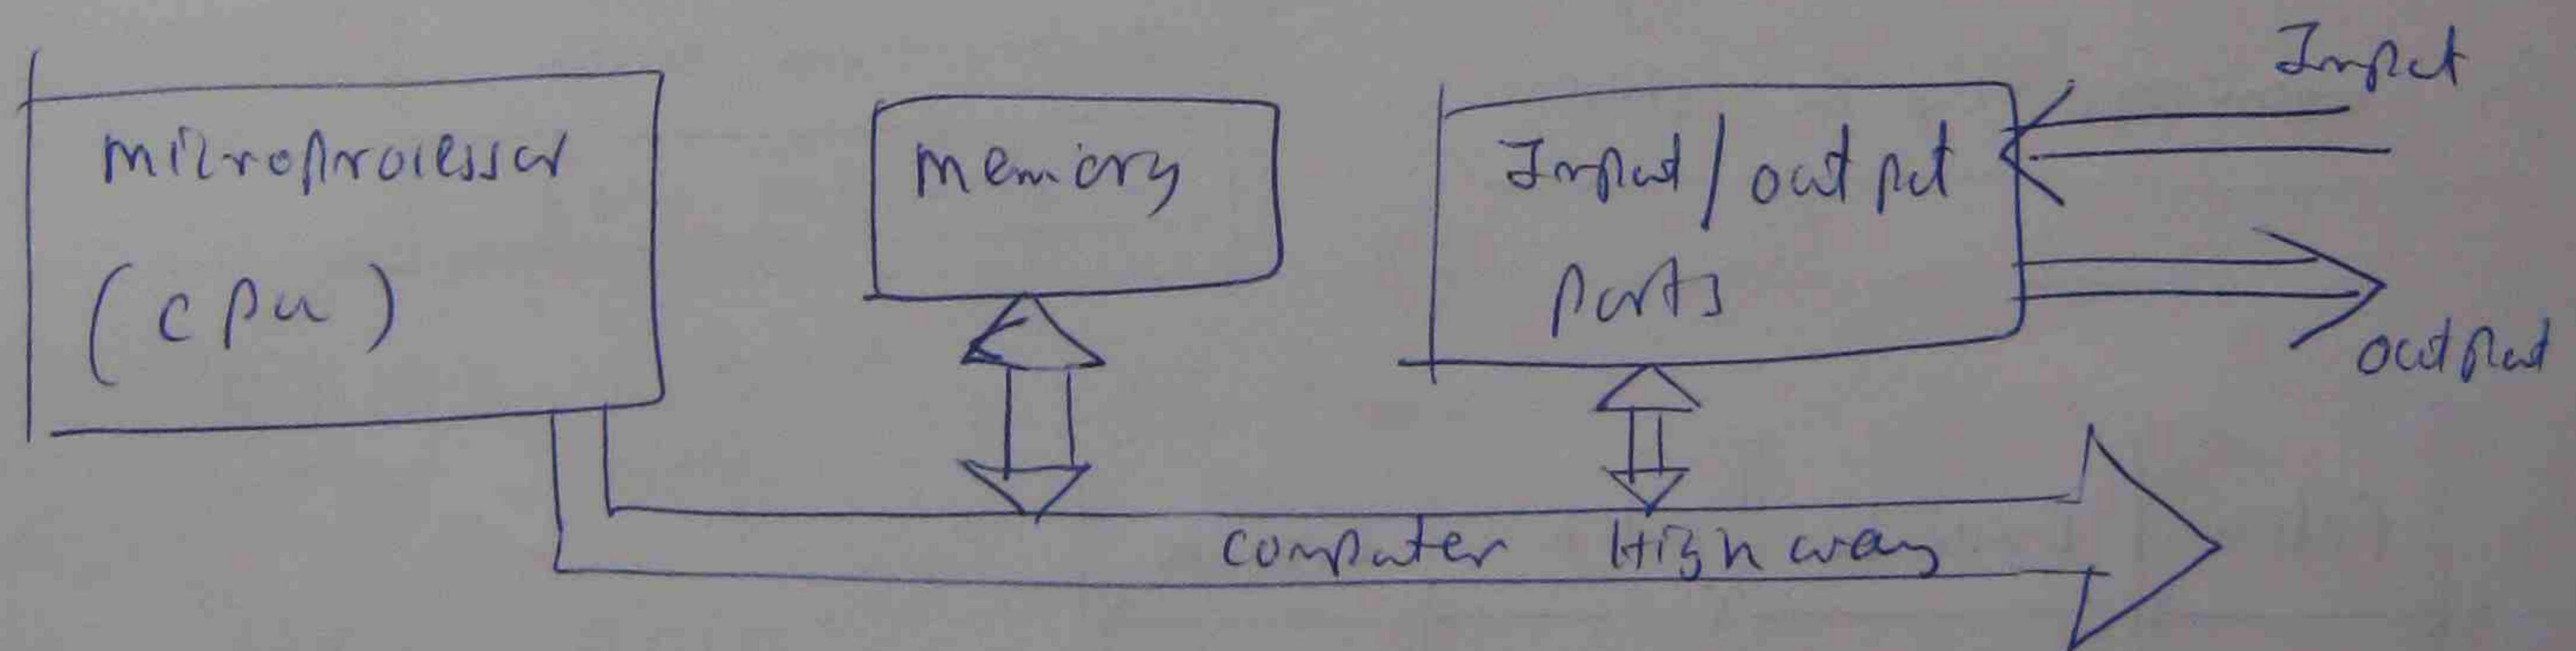 microprocessor
(cpu)
memory
Input/output
ports
Input
output
computer Highway